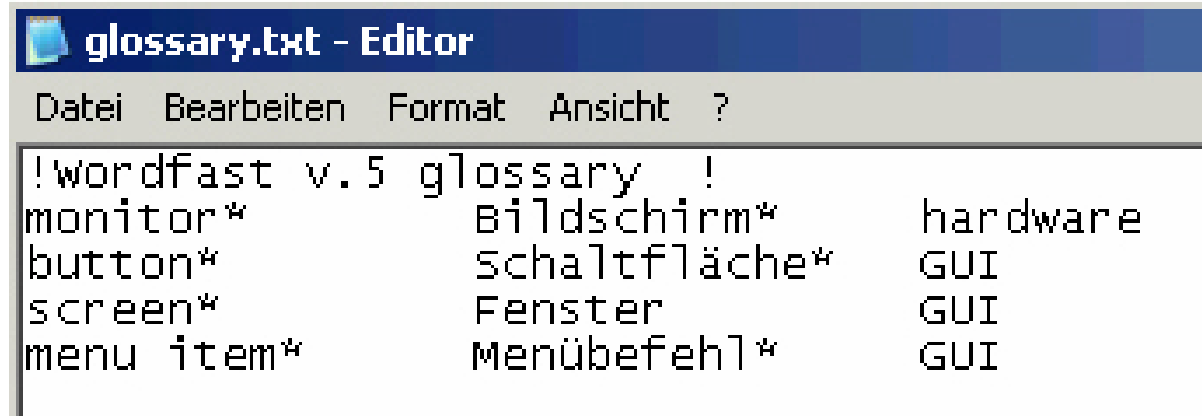 glossary.txt - Editor
Datei Bearbeiten Format Ansicht ?
!Wordfast v.5 glossary !
monitor* Bildschirm* hardware
button* Schaltfläche* GUI
screen* Fenster GUI
menu item* Menübefehl* GUI